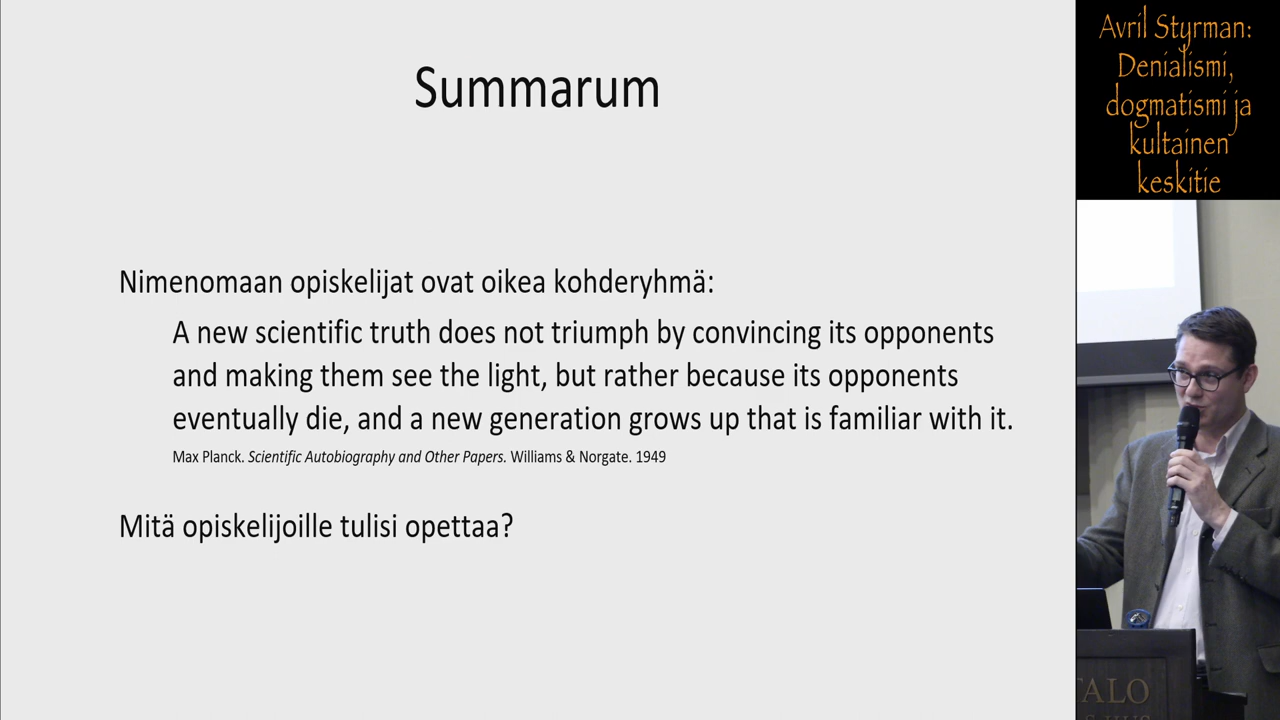 Summarum
Nimenomaan opiskelijat ovat oikea kohderyhmä:
A new scientific truth does not triumph by convincing its opponents
and making them see the light, but rather because its opponents
eventually die, and a new generation grows up that is familiar with it.
Max Planck. Scientific Autobiography and Other Papers. Williams & Norgate. 1949
Mitä opiskelijoille tulisi opettaa?
Avril Styrman:
Denialismi,
dogmatismi ja
kultainen
keskitie
TALO